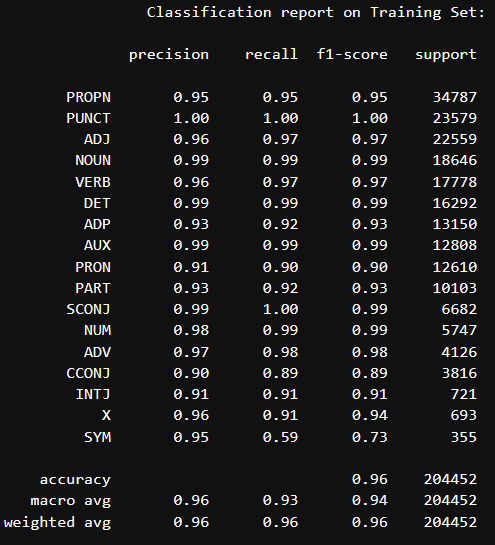 Classification report on Training Set:
precision recall f1-score support
PROPN 0.95 0.95 0.95 34787
PUNCT 1.00 1.00 1.00 23579
ADJ 0.96 0.97 0.97 22559
NOUN 0.99 0.99 0.99 18646
VERB 0.96 0.97 0.97 17778
DET 0.99 0.99 0.99 16292
ADP 0.93 0.92 0.93 13150
AUX 0.99 0.99 0.99 12808
PRON 0.91 0.90 0.90 12610
PART 0.93 0.92 0.93 10103
SCONJ 0.99 1.00 0.99 6682
NUM 0.98 0.99 0.99 5747
ADV 0.97 0.98 0.98 4126
CCONJ 0.90 0.89 0.89 3816
INTJ 0.91 0.91 0.91 721
X 0.96 0.91 0.94 693
SYM 0.95 0.59 0.73 355
accuracy 0.96 204452
macro avg 0.96 0.93 0.94 204452
weighted avg 0.96 0.96 0.96 204452